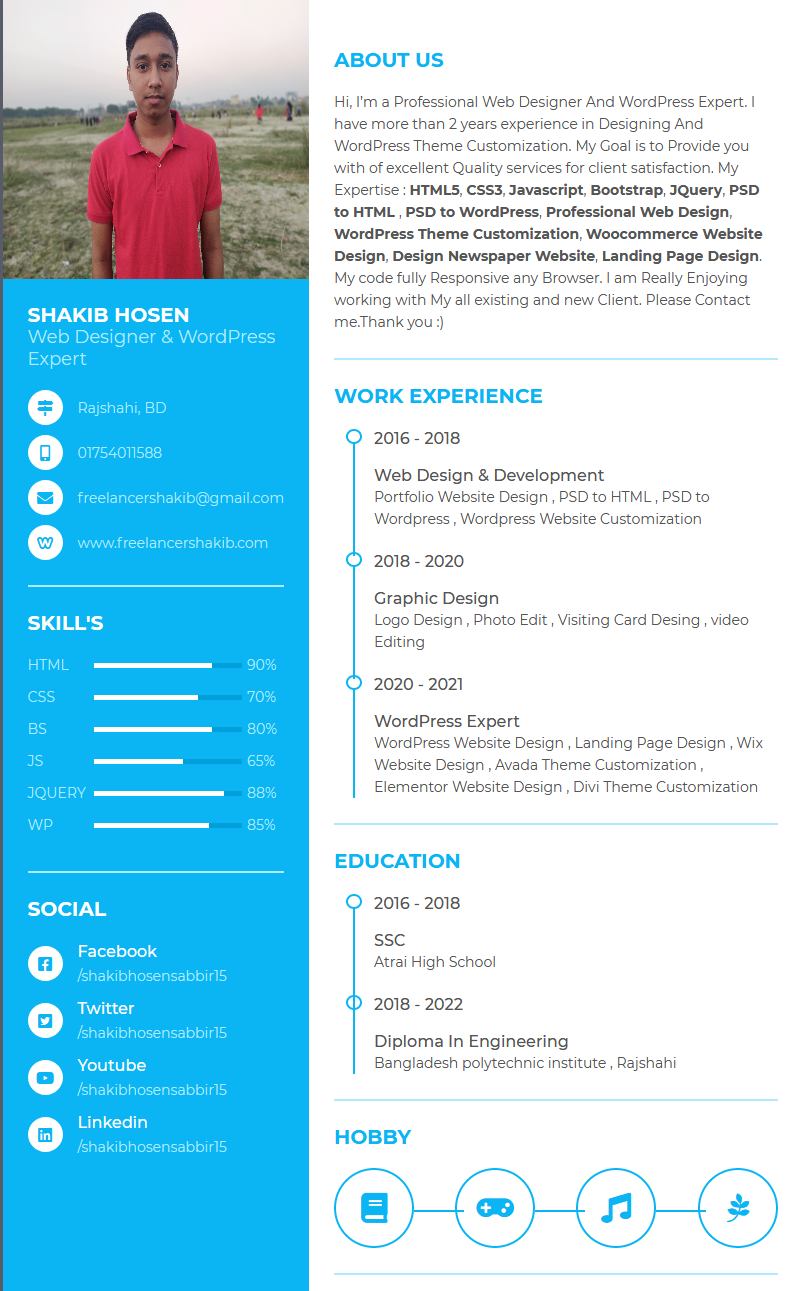 SHAKIB HOSEN
Web Designer & WordPress
Expert
Rajshahi, BD
01754011588
freelancershakib@gmail.com
www.freelancershakib.com
SKILL'S
HTML 90%
CSS 70%
BS 80%
JS 65%
JQUERY 88%
WP 85%
SOCIAL
Facebook
/shakibhosensabbir15
Twitter
/shakibhosensabbir15
Youtube
/shakibhosensabbir15
Linkedin
/shakibhosensabbir15
ABOUT US
Hi, I'm a Professional Web Designer And WordPress Expert. I
have more than 2 years experience in Designing And
WordPress Theme Customization. My Goal is to Provide you
with of excellent Quality services for client satisfaction. My
Expertise : HTML5, CSS3, Javascript, Bootstrap, JQuery, PSD
to HTML , PSD to WordPress, Professional Web Design,
WordPress Theme Customization, Woocommerce Website
Design, Design Newspaper Website, Landing Page Design.
My code fully Responsive any Browser. I am Really Enjoying
working with My all existing and new Client. Please Contact
me.Thank you :)
WORK EXPERIENCE
2016 - 2018
Web Design & Development
Portfolio Website Design , PSD to HTML , PSD to
Wordpress , Wordpress Website Customization
2018 - 2020
Graphic Design
Logo Design , Photo Edit , Visiting Card Desing , video
Editing
2020 - 2021
WordPress Expert
WordPress Website Design , Landing Page Design , Wix
Website Design , Avada Theme Customization ,
Elementor Website Design , Divi Theme Customization
EDUCATION
2016 - 2018
SSC
Atrai High School
2018 - 2022
Diploma In Engineering
Bangladesh polytechnic institute , Rajshahi
HOBBY